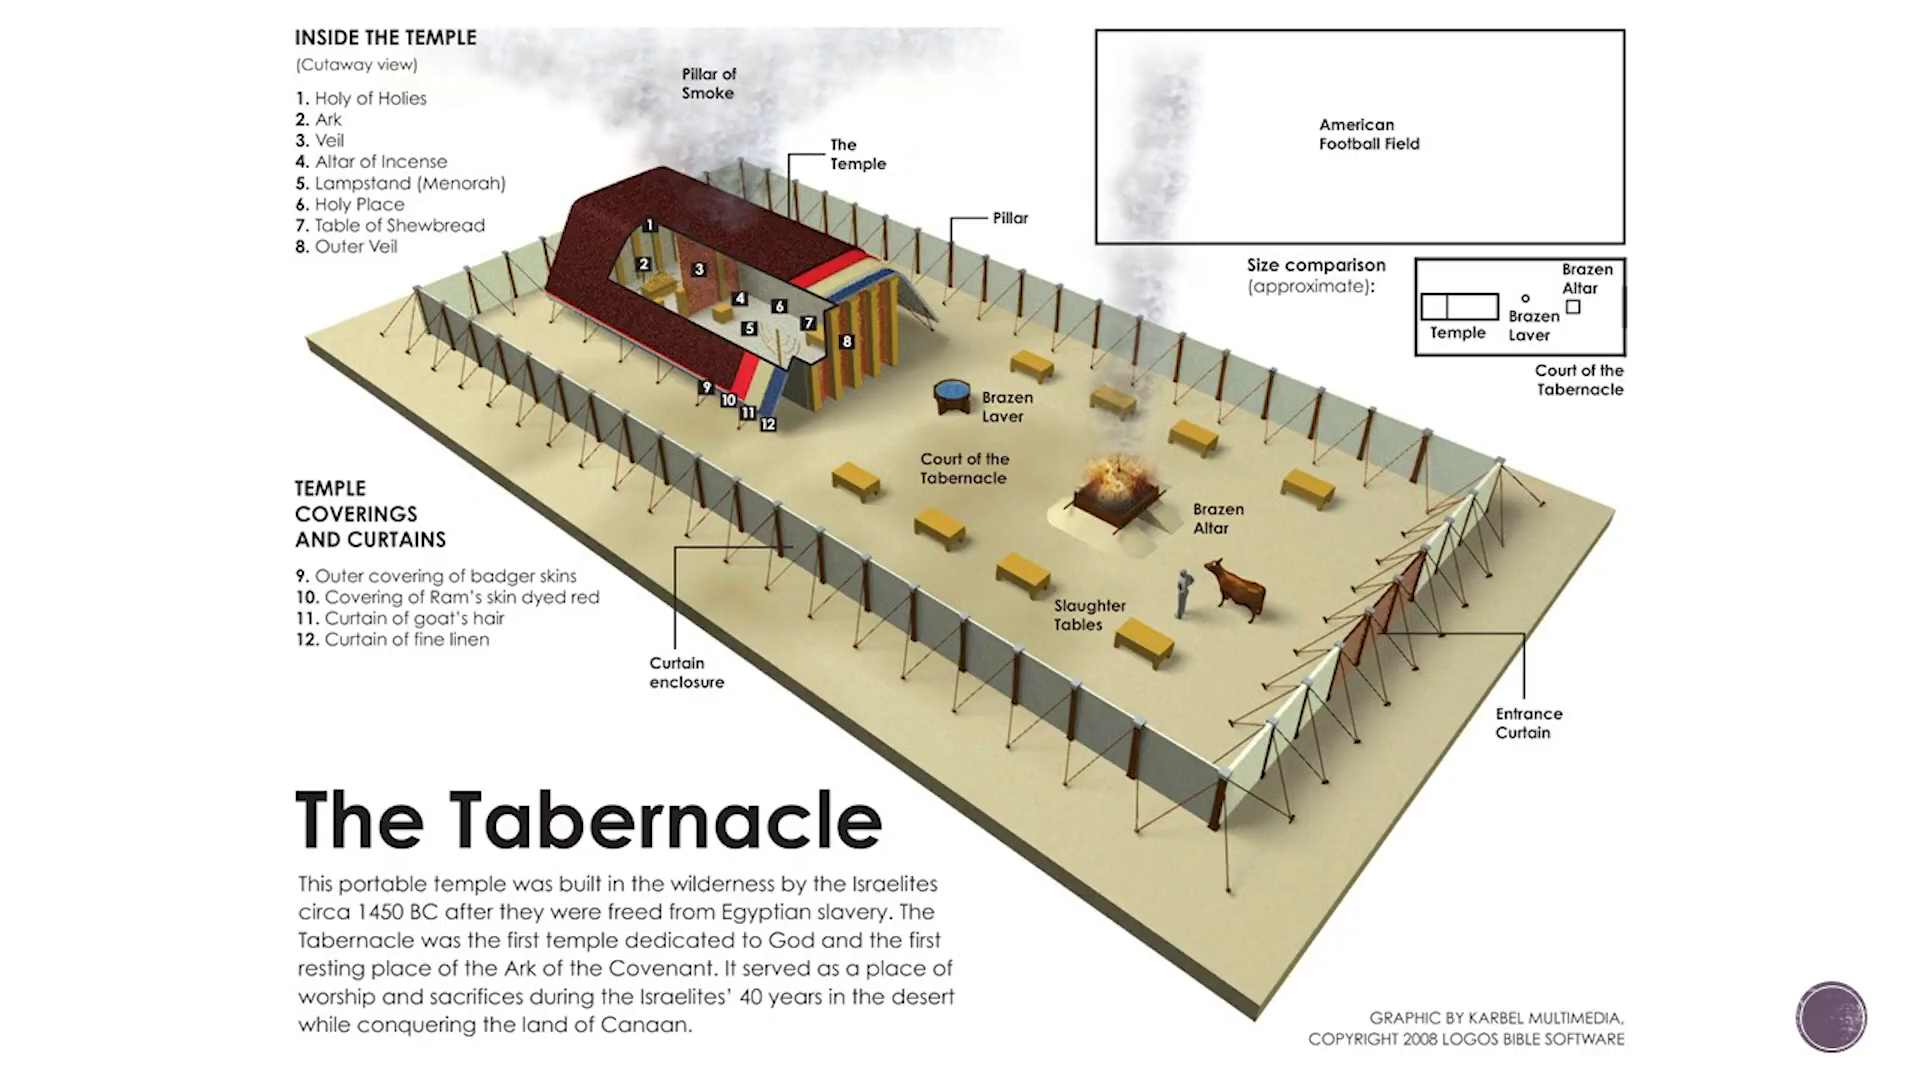 INSIDE THE TEMPLE
(Cutaway view)
1. Holy of Holies
2. Ark
3. Veil
4. Altar of Incense
5. Lampstand (Menorah)
6. Holy Place
7. Table of Shewbread
8. Outer Veil
Pillar of
Smoke
The
Temple
Pillar
American
Football Field
Size comparison
(approximate):
Brazen
Altar
Temple
Brazen
Laver
Court of the
Tabernacle
1
2
3
4
5
6
7
8
9
10
11
12
Brazen
Laver
Court of the
Tabernacle
Brazen
Altar
Slaughter
Tables
Curtain
enclosure
Entrance
Curtain
TEMPLE
COVERINGS
AND CURTAINS
9. Outer covering of badger skins
10. Covering of Ram's skin dyed red
11. Curtain of goat's hair
12. Curtain of fine linen
The Tabernacle
This portable temple was built in the wilderness by the Israelites
circa 1450 BC after they were freed from Egyptian slavery. The
Tabernacle was the first temple dedicated to God and the first
resting place of the Ark of the Covenant. It served as a place of
worship and sacrifices during the Israelites' 40 years in the desert
while conquering the land of Canaan.
GRAPHIC BY KARBEL MULTIMEDIA,
COPYRIGHT 2008 LOGOS BIBLE SOFTWARE